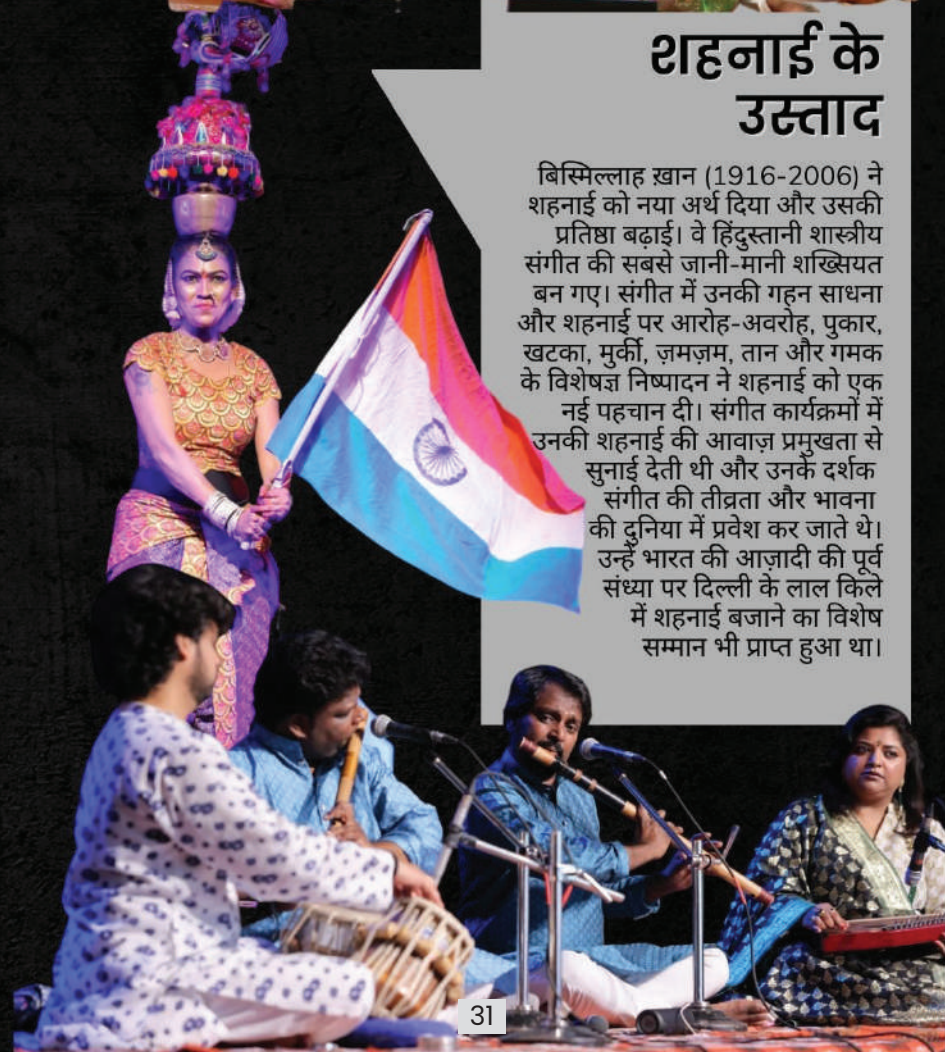 शहनाई के
उस्ताद
बिस्मिल्लाह ख़ान (1916-2006) ने
शहनाई को नया अर्थ दिया और उसकी
प्रतिष्ठा बढ़ाई। वे हिंदुस्तानी शास्त्रीय
संगीत की सबसे जानी-मानी शख्सियत
बन गए। संगीत में उनकी गहन साधना
और शहनाई पर आरोह-अवरोह, पुकार,
खटका, मुर्की, ज़मज़म, तान और गमक
के विशेषज्ञ निष्पादन ने शहनाई को एक
नई पहचान दी। संगीत कार्यक्रमों में
उनकी शहनाई की आवाज़ प्रमुखता से
सुनाई देती थी और उनके दर्शक
संगीत की तीव्रता और भावना
की दुनिया में प्रवेश कर जाते थे।
उन्हें भारत की आज़ादी की पूर्व
संध्या पर दिल्ली के लाल किले
में शहनाई बजाने का विशेष
सम्मान भी प्राप्त हुआ था।
31